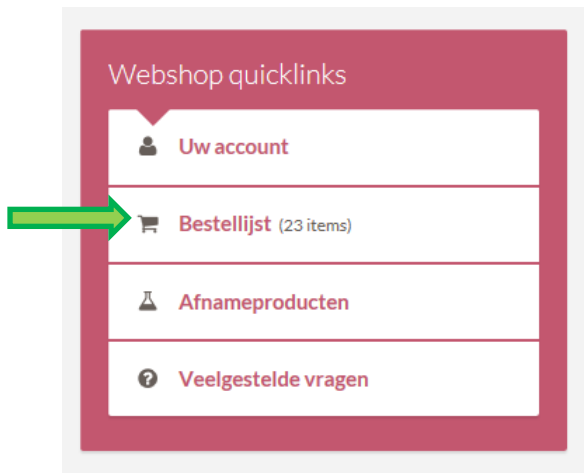 Webshop quicklinks
Uw account
Bestellijst (23 items)
Afnameproducten
Veelgestelde vragen